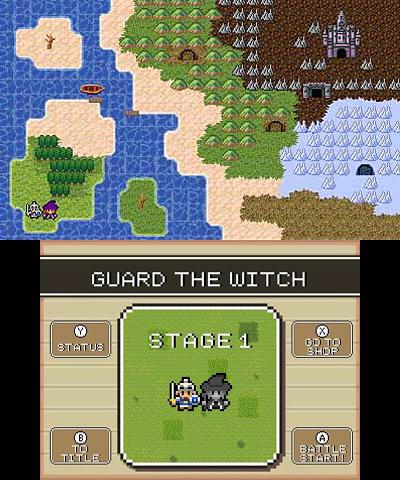 GUARD THE WITCH
STAGE 1
Y
STATUS
X
GO TO
SHOP
B
TO
TITLE
A
BATTLE
START!